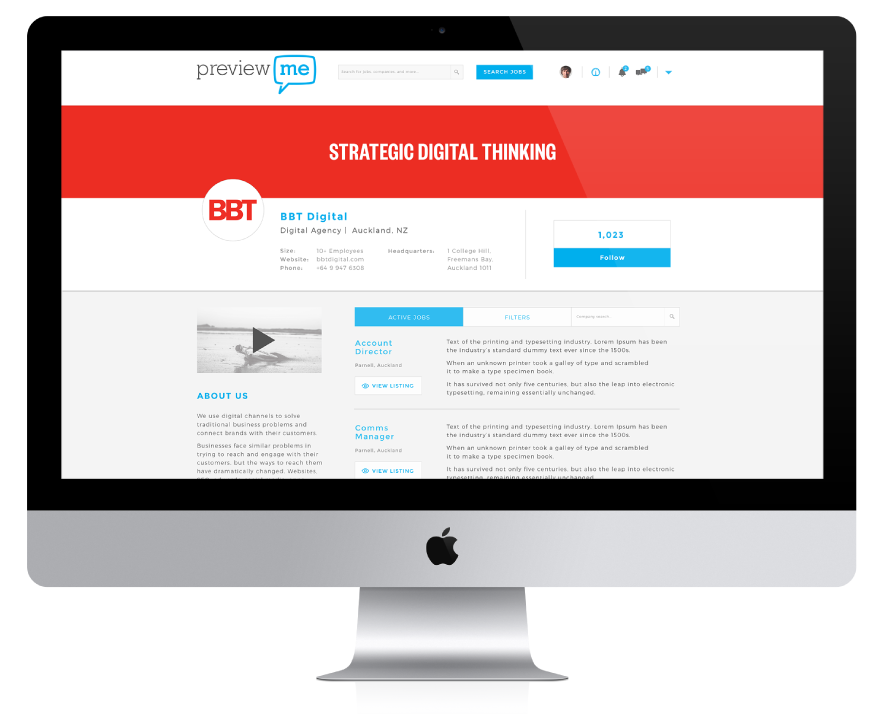 preview me
Search for jobs, companies, and more...
SEARCH JOBS
STRATEGIC DIGITAL THINKING
BBT
BBT Digital
Digital Agency | Auckland, NZ
Size: 10+ Employees
Website: bbtdigital.com
Phone: +64 9 947 6308
Headquarters: 1 College Hill,
Freemans Bay,
Auckland 1011
1,023
Follow
ACTIVE JOBS
FILTERS
Company search
Account
Director
Parnell, Auckland
VIEW LISTING
Text of the printing and typesetting industry. Lorem Ipsum has been
the industry's standard dummy text ever since the 1500s.
When an unknown printer took a galley of type and scrambled
it to make a type specimen book.
It has survived not only five centuries, but also the leap into electronic
typesetting, remaining essentially unchanged.
Comms
Manager
Parnell, Auckland
VIEW LISTING
Text of the printing and typesetting industry. Lorem Ipsum has been
the industry's standard dummy text ever since the 1500s.
When an unknown printer took a galley of type and scrambled
it to make a type specimen book.
It has survived not only five centuries, but also the leap into electronic
typesetting, remaining essentially unchanged.
ABOUT US
We use digital channels to solve
traditional business problems and
connect brands with their customers.
Businesses face similar problems in
trying to reach and engage with their
customers, but the ways to reach them
have dramatically changed. Websites